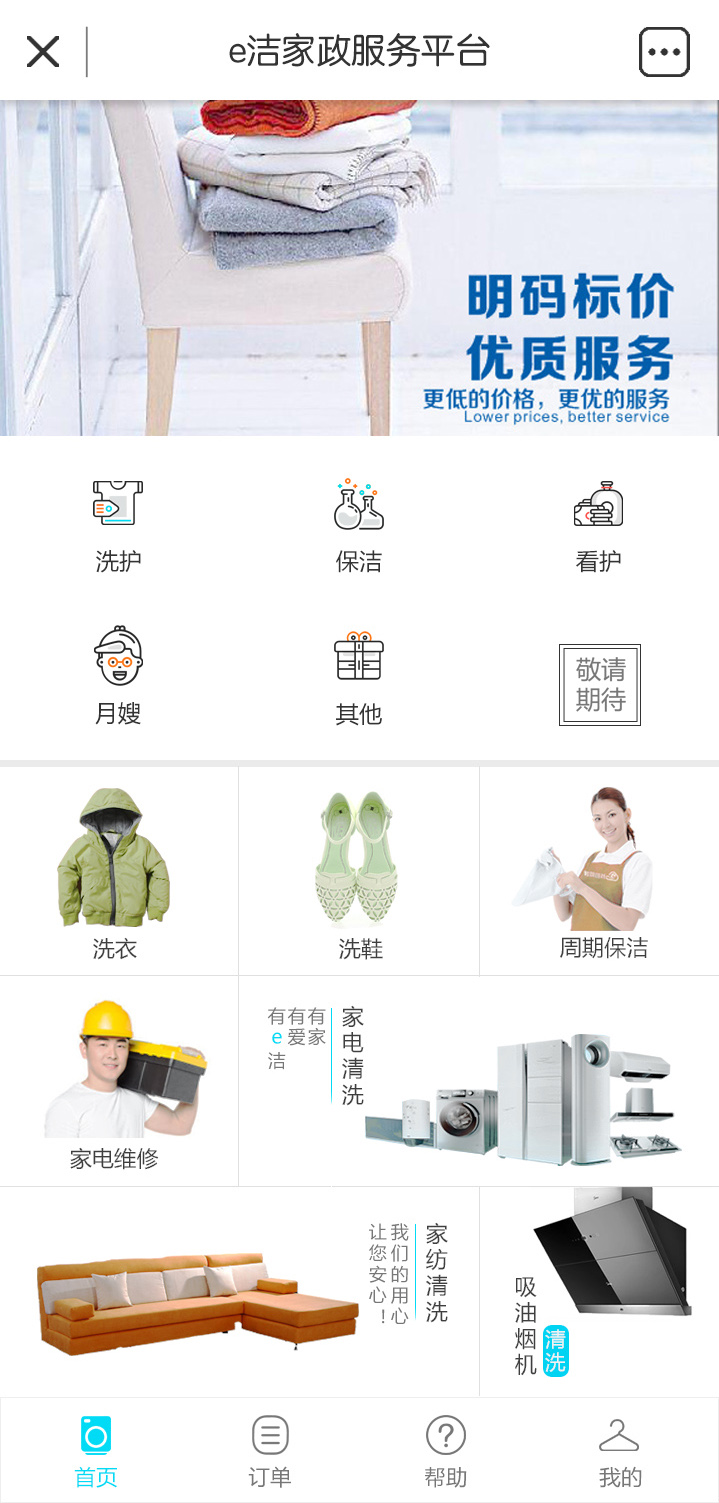 e洁家政服务平台
明码标价
优质服务
更低的价格，更优的服务
Lower prices, better service
洗护
保洁
看护
月嫂
其他
敬请
期待
洗衣
洗鞋
周期保洁
家电维修
家电清洗
有家
有爱
有e洁
家纺清洗
我们的用心
让您安心！
吸油烟机
清洗
首页
订单
帮助
我的